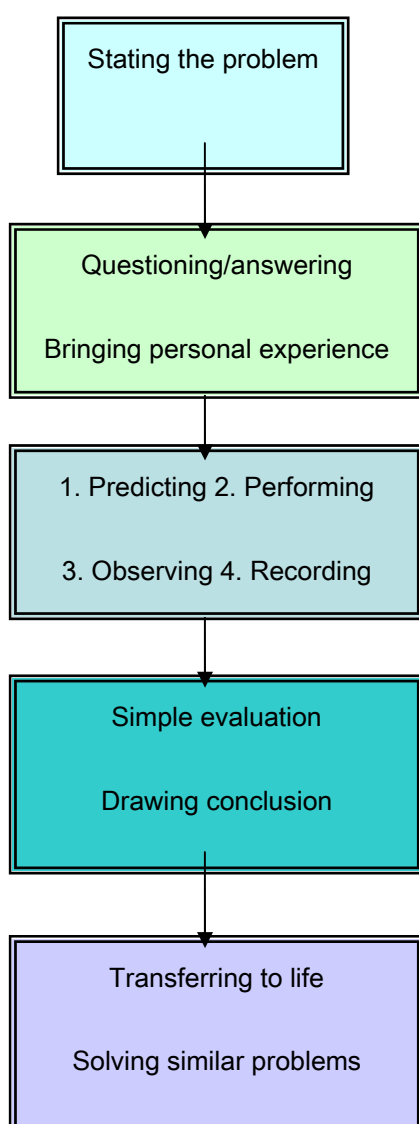 Stating the problem
Questioning/answering
Bringing personal experience
1. Predicting 2. Performing
3. Observing 4. Recording
Simple evaluation
Drawing conclusion
Transferring to life
Solving similar problems